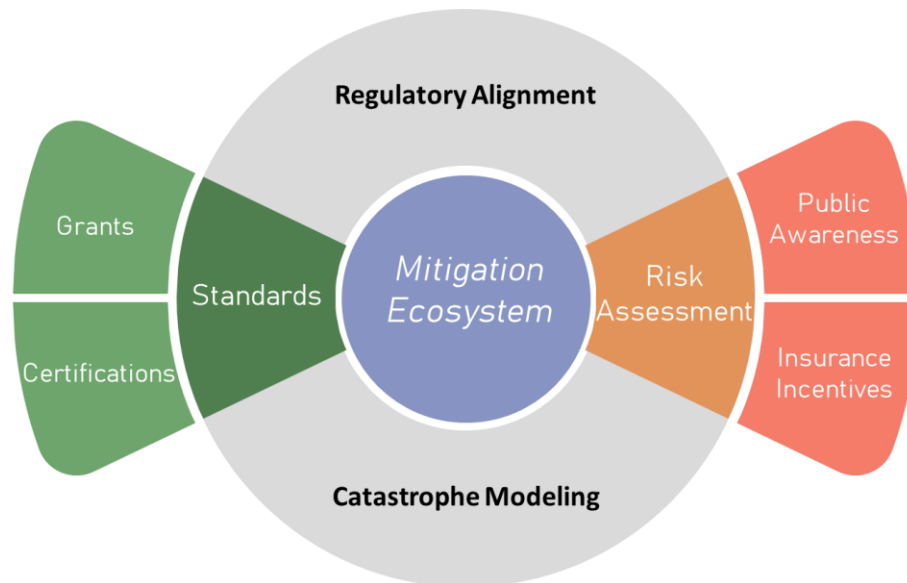 Regulatory Alignment
Grants
Certifications
Standards
Mitigation
Ecosystem
Risk
Assessment
Public
Awareness
Insurance
Incentives
Catastrophe Modeling